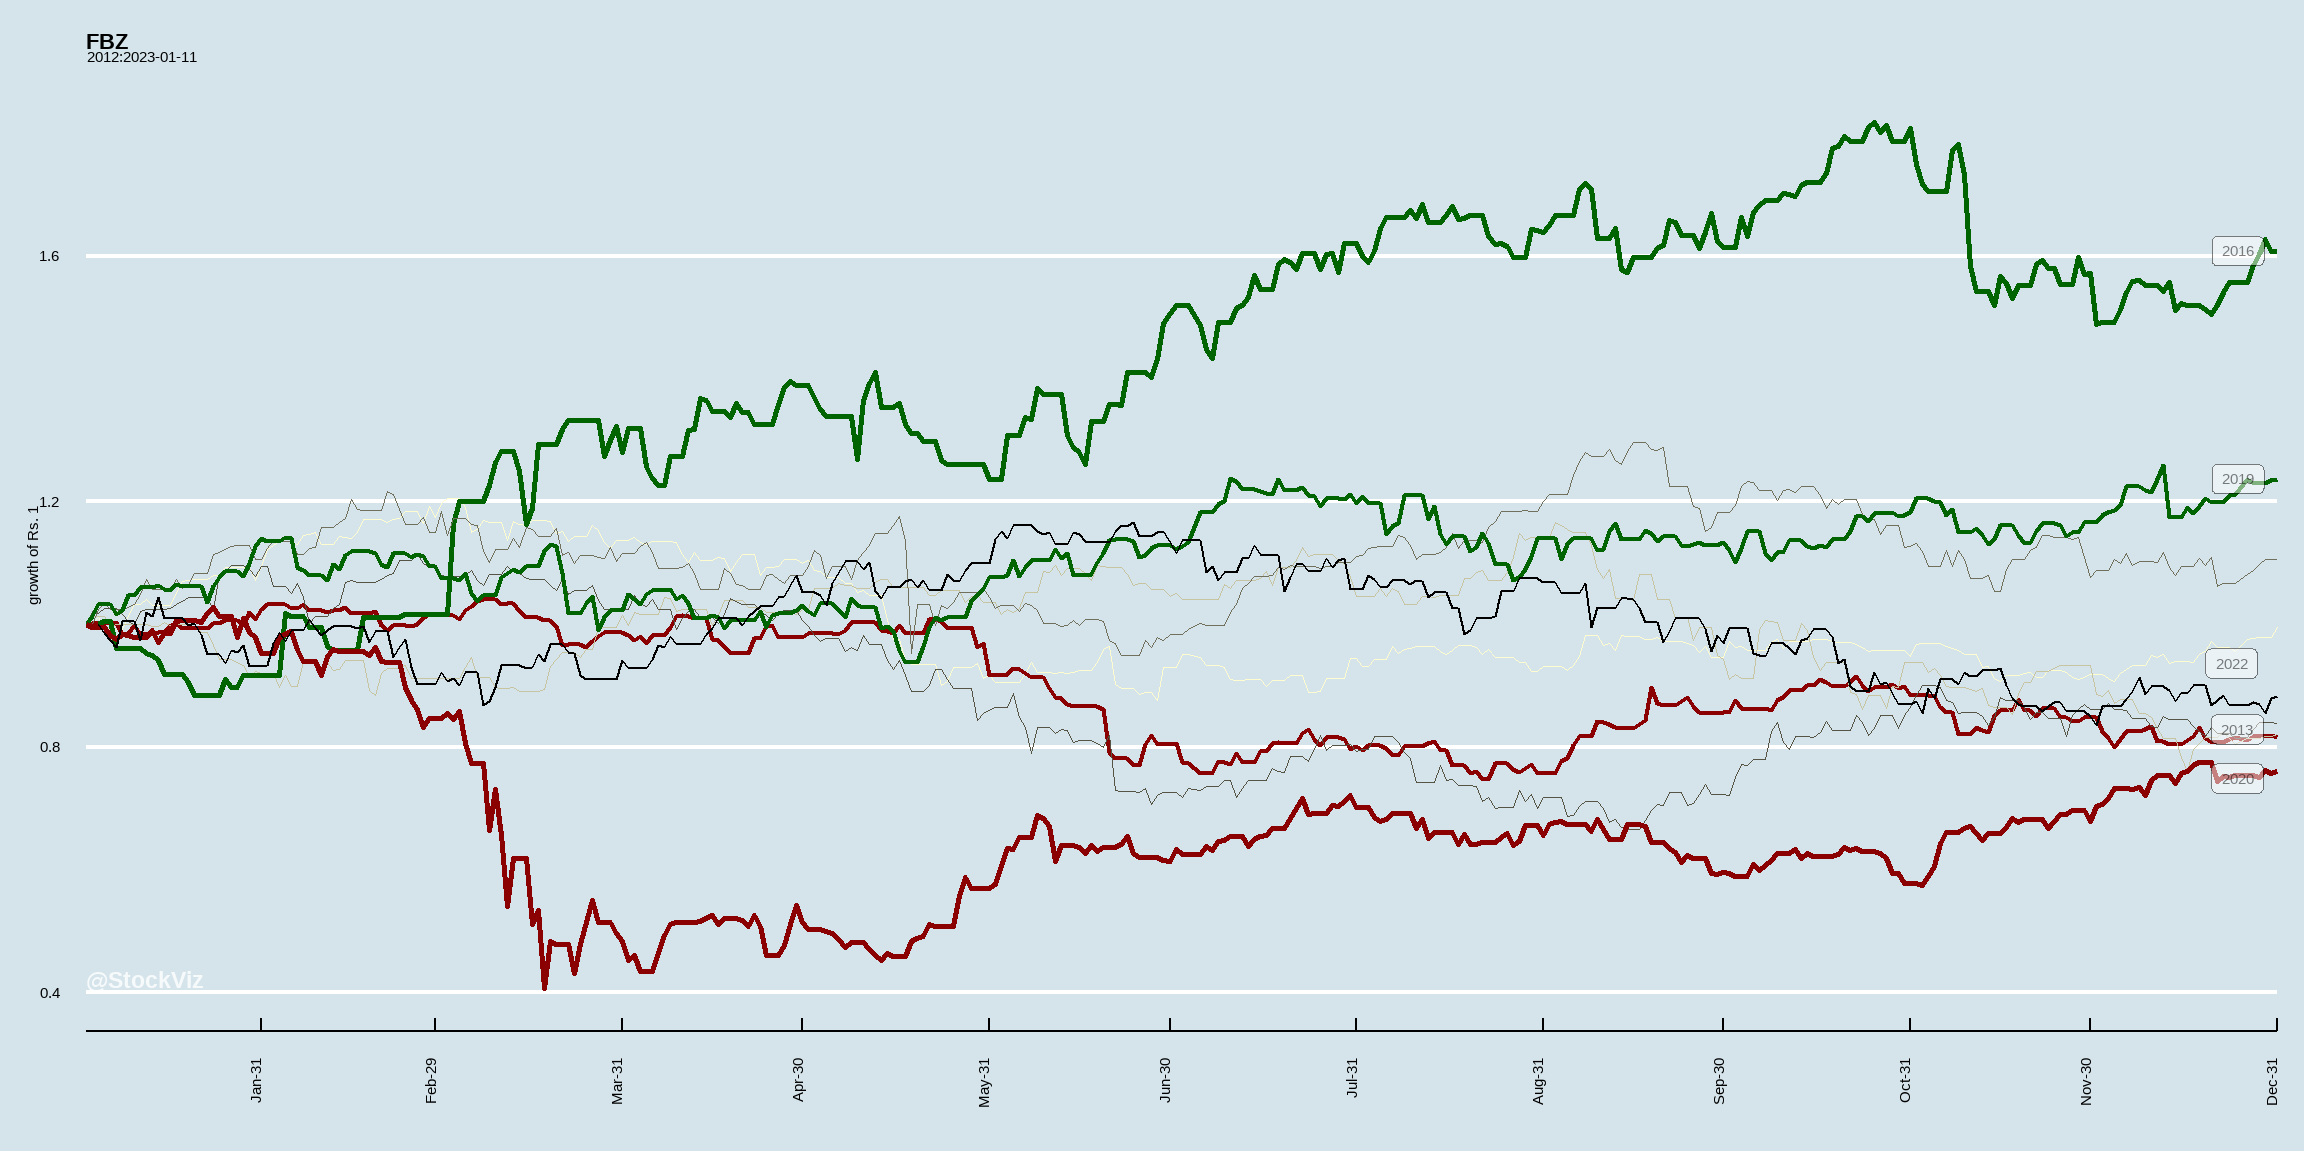 FBZ
2012:2023-01-11
growth of Rs. 1
1.6
1.2
0.8
0.4
2016
2019
2022
2013
2020
@StockViz
Jan-31
Feb-29
Mar-31
Apr-30
May-31
Jun-30
Jul-31
Aug-31
Sep-30
Oct-31
Nov-30
Dec-31